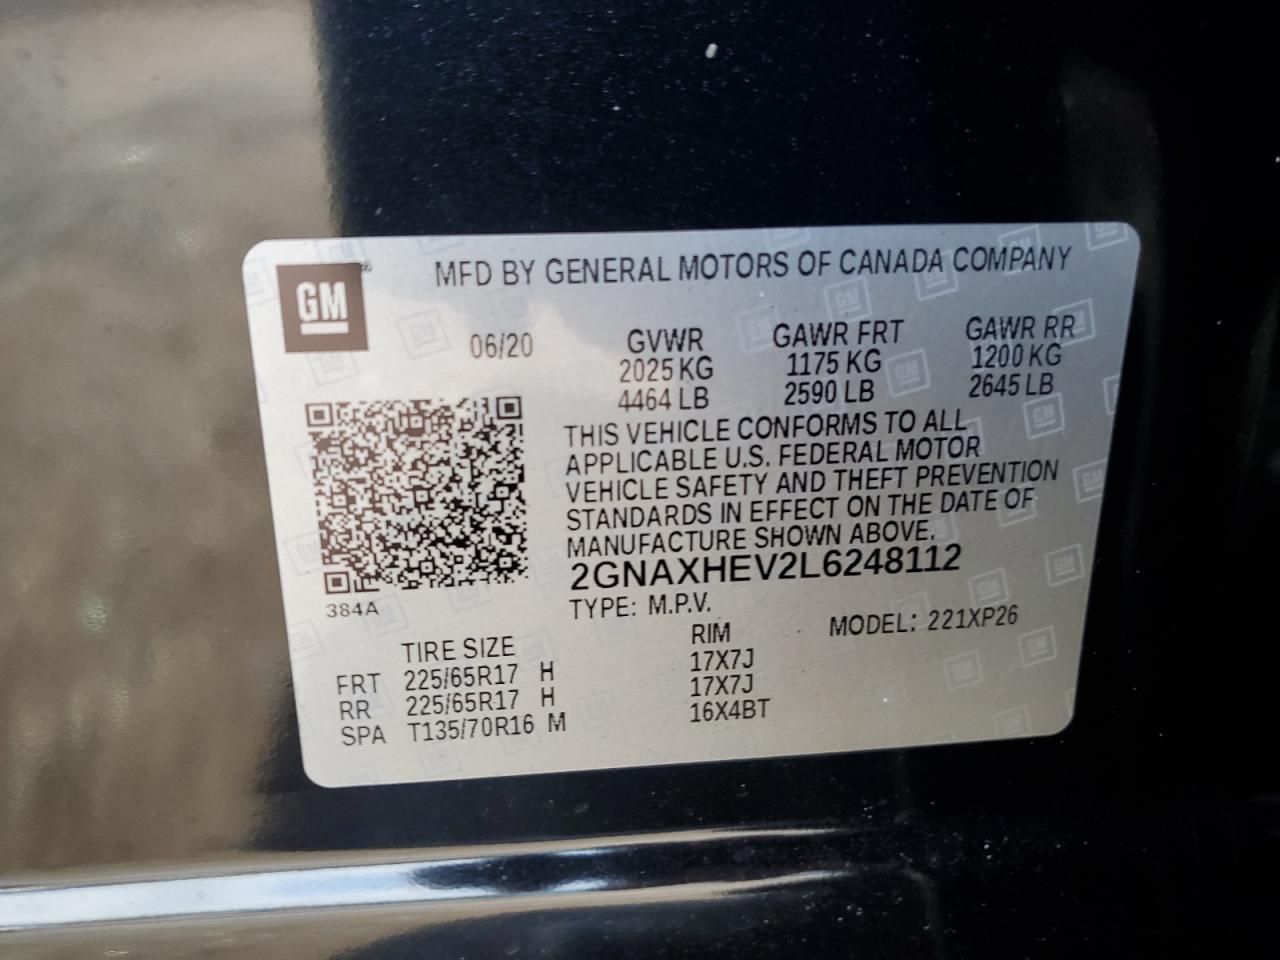 GM
MFD BY GENERAL MOTORS OF CANADA COMPANY
06/20 GVWR GAWR FRT GAWR RR
2025 KG 1175 KG 1200 KG
4464 LB 2590 LB 2645 LB
THIS VEHICLE CONFORMS TO ALL
APPLICABLE U.S. FEDERAL MOTOR
VEHICLE SAFETY AND THEFT PREVENTION
STANDARDS IN EFFECT ON THE DATE OF
MANUFACTURE SHOWN ABOVE.
2GNAXHEV2L6248112
384A
TYPE: M.P.V. MODEL: 221XP26
TIRE SIZE RIM
FRT 225/65R17 H 17X7J
RR 225/65R17 H 17X7J
SPA T135/70R16 M 16X4BT